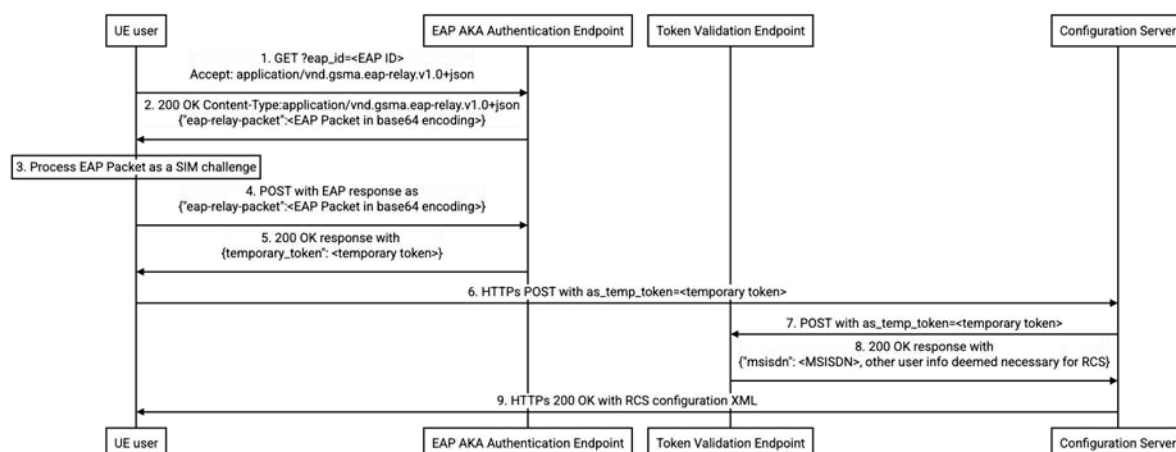 UE user
EAP AKA Authentication Endpoint
Token Validation Endpoint
Configuration Server
1. GET ?eap_id=<EAP ID>
Accept: application/vnd.gsma.eap-relay.v1.0+json
2. 200 OK Content-Type:application/vnd.gsma.eap-relay.v1.0+json
{"eap-relay-packet":<EAP Packet in base64 encoding>}
3. Process EAP Packet as a SIM challenge
4. POST with EAP response as
{"eap-relay-packet":<EAP Packet in base64 encoding>}
5. 200 OK response with
{temporary_token": <temporary token>}
6. HTTPs POST with as_temp_token=<temporary token>
7. POST with as_temp_token=<temporary token>
8. 200 OK response with
{"msisdn": <MSISDN>, other user info deemed necessary for RCS}
9. HTTPs 200 OK with RCS configuration XML
UE user
EAP AKA Authentication Endpoint
Token Validation Endpoint
Configuration Server